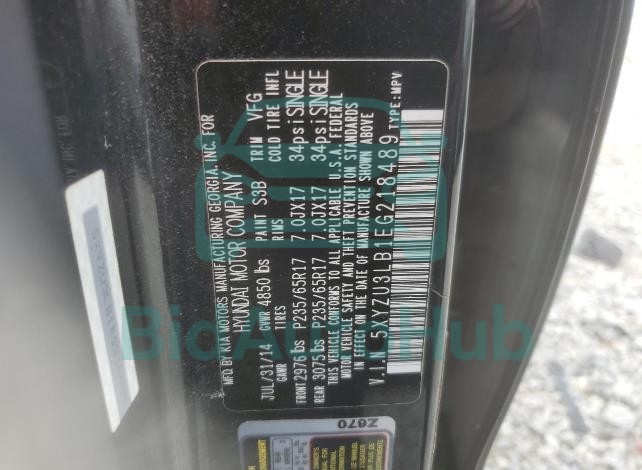 MFD. BY KIA MOTORS MANUFACTURING GEORGIA, INC. FOR
HYUNDAI MOTOR COMPANY
JUL/31/14 GVWR 4850 lbs PAINT S3B TRIM VFG
GAWR TIRES RIMS COLD TIRE INFL
FRONT 2376 lbs P235/65R17 7.0JX17 34psi SINGLE
REAR 3075 lbs P235/65R17 7.0JX17 34psi SINGLE
THIS VEHICLE CONFORMS TO ALL APPLICABLE U.S.A. FEDERAL
MOTOR VEHICLE SAFETY AND THEFT PREVENTION STANDARDS
IN EFFECT ON THE DATE OF MANUFACTURE SHOWN ABOVE
V.I.N. 5XYZU3LB1EG218489 TYPE:MPV
Z670
BidAutoHub